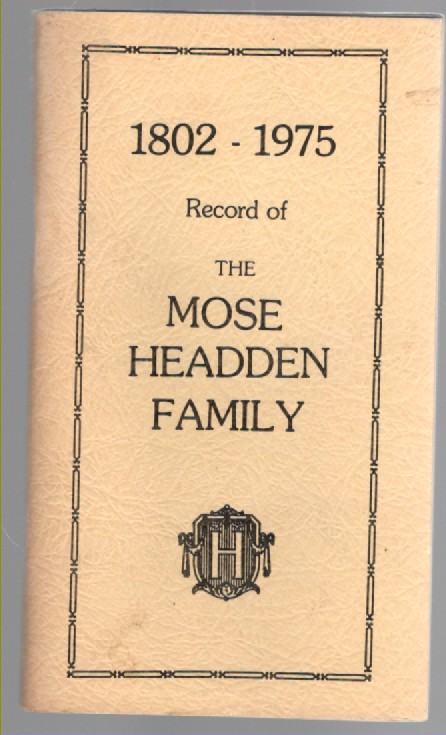 1802 - 1975
Record of
THE
MOSE
HEADDEN
FAMILY
H